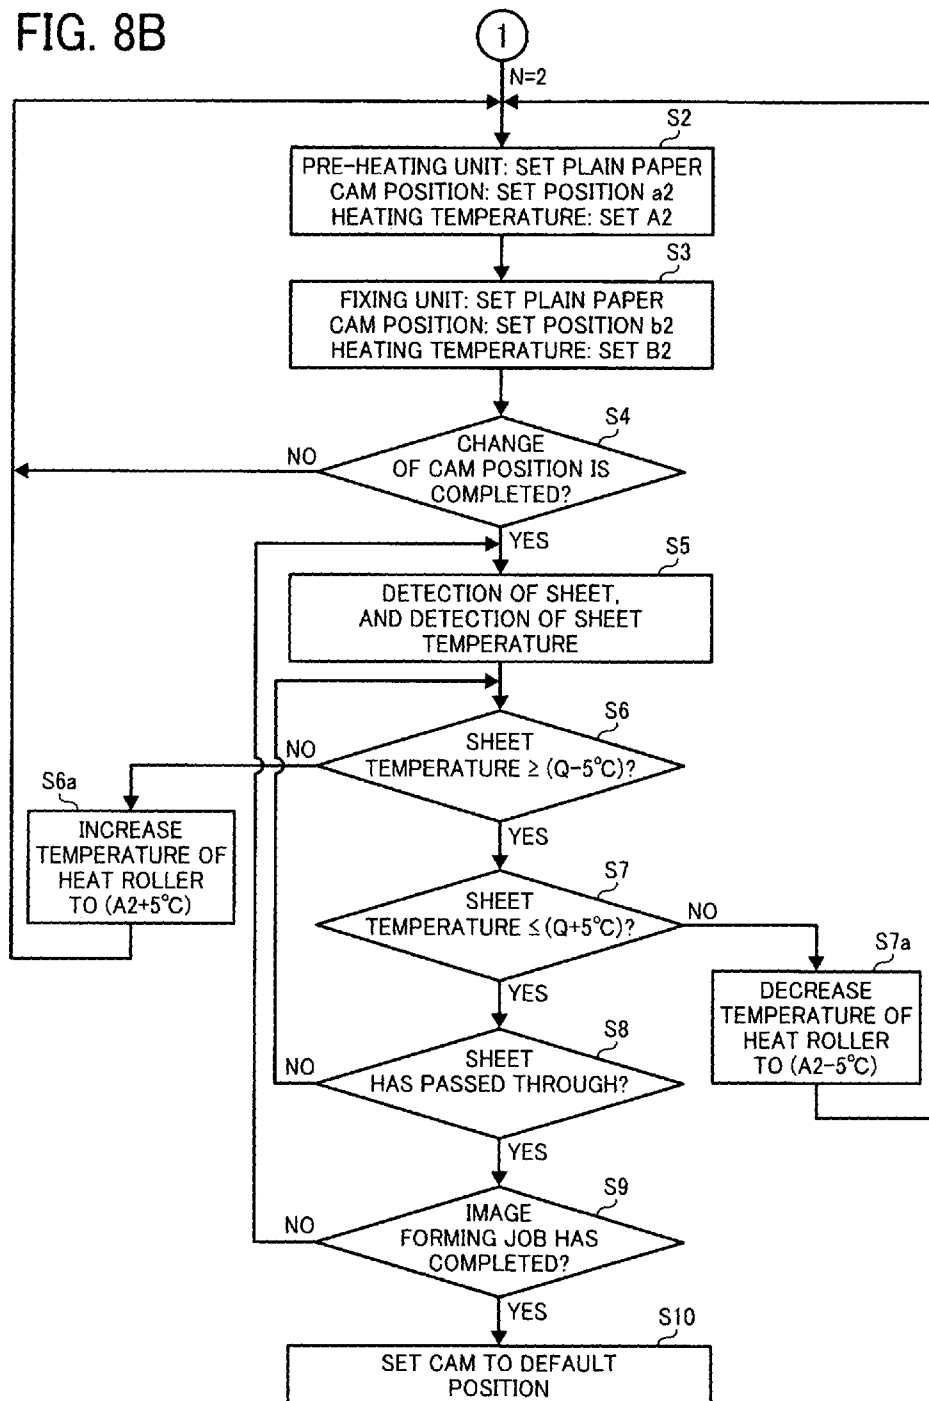 FIG. 8B
1
N=2
S2
PRE-HEATING UNIT: SET PLAIN PAPER
CAM POSITION: SET POSITION a2
HEATING TEMPERATURE: SET A2
S3
FIXING UNIT: SET PLAIN PAPER
CAM POSITION: SET POSITION b2
HEATING TEMPERATURE: SET B2
S4
CHANGE
OF CAM POSITION IS
COMPLETED?
NO
YES
S5
DETECTION OF SHEET,
AND DETECTION OF SHEET
TEMPERATURE
S6
SHEET
TEMPERATURE ≥ (Q-5°C)?
NO
YES
S6a
INCREASE
TEMPERATURE OF
HEAT ROLLER
TO (A2+5°C)
S7
SHEET
TEMPERATURE ≤ (Q+5°C)?
NO
YES
S7a
DECREASE
TEMPERATURE OF
HEAT ROLLER
TO (A2-5°C)
S8
SHEET
HAS PASSED THROUGH?
NO
YES
S9
IMAGE
FORMING JOB HAS
COMPLETED?
NO
YES
S10
SET CAM TO DEFAULT
POSITION